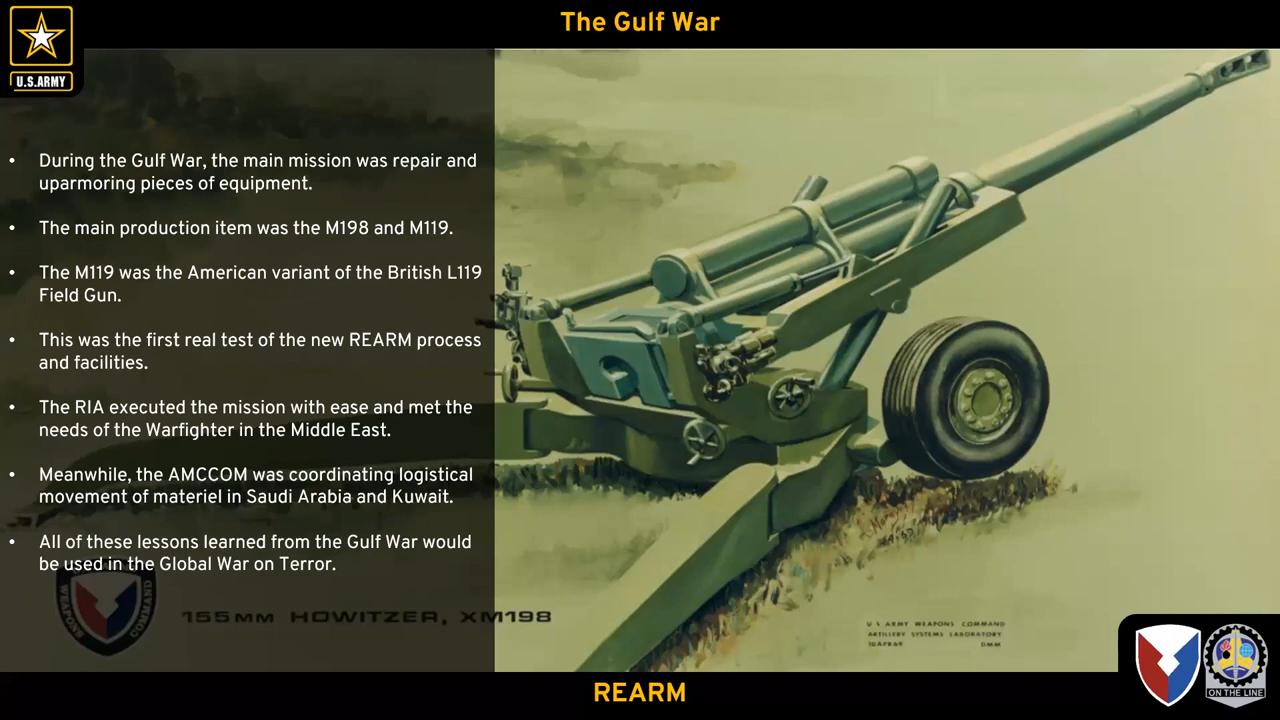 The Gulf War
U.S.ARMY
• During the Gulf War, the main mission was repair and
uparmoring pieces of equipment.
• The main production item was the M198 and M119.
• The M119 was the American variant of the British L119
Field Gun.
• This was the first real test of the new REARM process
and facilities.
• The RIA executed the mission with ease and met the
needs of the Warfighter in the Middle East.
• Meanwhile, the AMCCOM was coordinating logistical
movement of materiel in Saudi Arabia and Kuwait.
• All of these lessons learned from the Gulf War would
be used in the Global War on Terror.
WEAPONS COMMAND
155MM HOWITZER, XM198
U S ARMY WEAPONS COMMAND
ARTILLERY SYSTEMS LABORATORY
10APR69 DMM
ON THE LINE
REARM